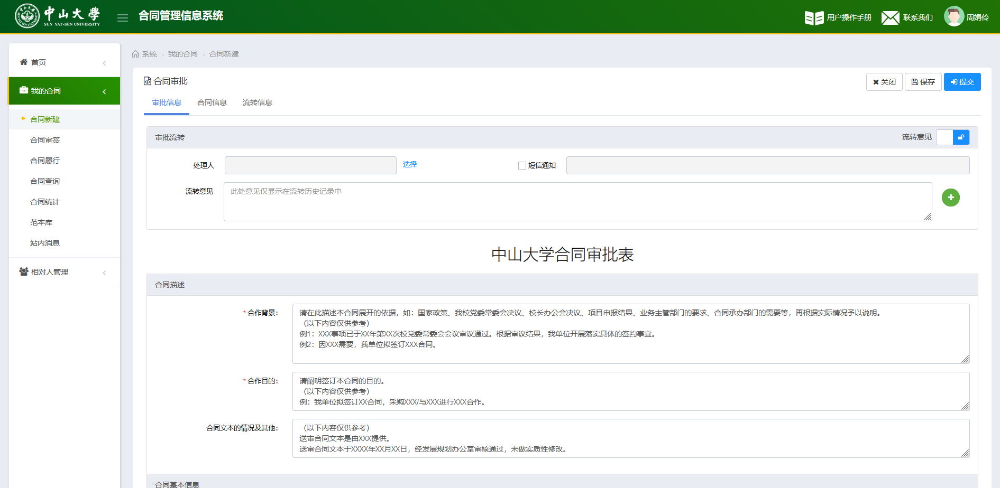 中山大学
SUN YAT-SEN UNIVERSITY
合同管理信息系统
用户操作手册
联系我们
周娟伶
首页
我的合同
合同新建
合同审签
合同履行
合同查询
合同统计
范本库
站内消息
相对人管理
系统 › 我的合同 › 合同新建
合同审批
关闭
保存
提交
审批信息
合同信息
流转信息
审批流转
流转意见
处理人
选择
短信通知
流转意见
此处意见仅显示在流转历史记录中
中山大学合同审批表
合同描述
* 合作背景：
请在此描述本合同展开的依据，如：国家政策、我校党委常委会决议、校长办公会决议、项目申报结果、业务主管部门的要求、合同承办部门的需要等，再根据实际情况予以说明。
（以下内容仅供参考）
例1：XXX事项已于XX年第XX次校党委常委会会议审议通过。根据审议结果，我单位开展落实具体的签约事宜。
例2：因XXX需要，我单位拟签订XXX合同。
* 合作目的：
请阐明签订本合同的目的。
（以下内容仅供参考）
例：我单位拟签订XX合同，采购XXX/与XXX进行XXX合作。
合同文本的情况及其他：
（以下内容仅供参考）
送审合同文本是由XXX提供。
送审合同文本于XXXX年XX月XX日，经发展规划办公室审核通过，未做实质性修改。
合同基本信息